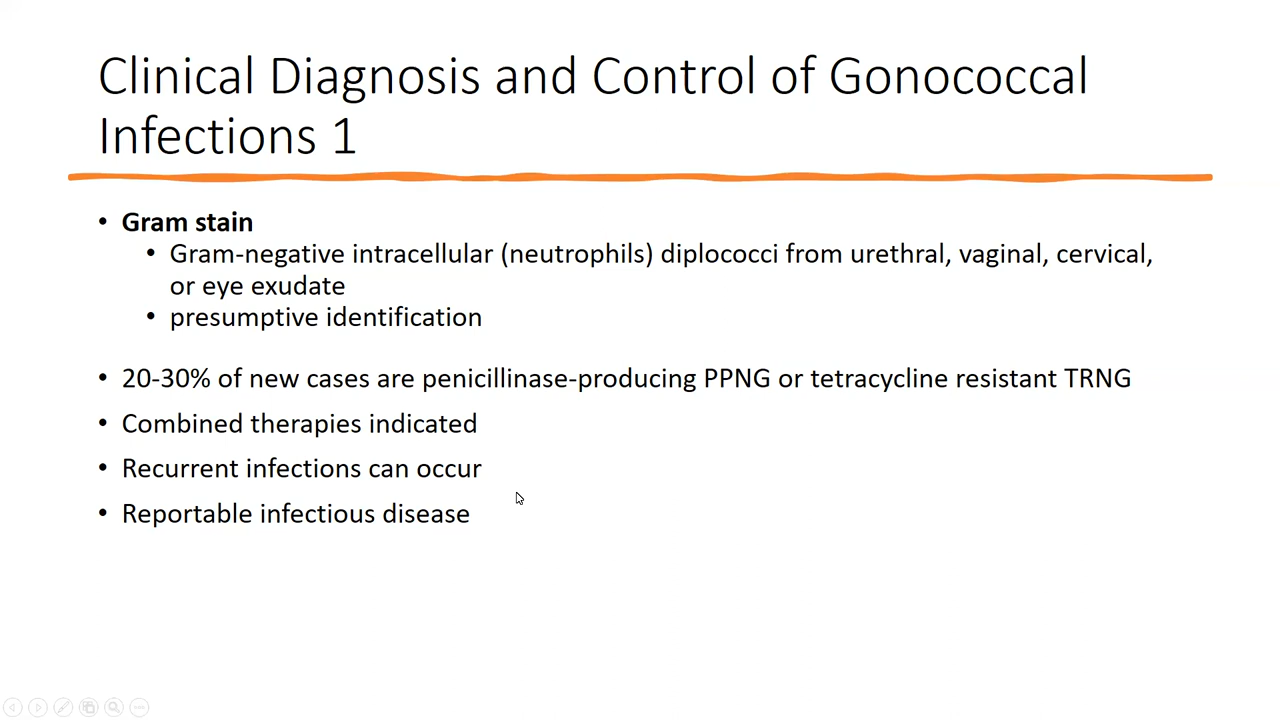 Clinical Diagnosis and Control of Gonococcal
Infections 1
• Gram stain
• Gram-negative intracellular (neutrophils) diplococci from urethral, vaginal, cervical,
or eye exudate
• presumptive identification
• 20-30% of new cases are penicillinase-producing PPNG or tetracycline resistant TRNG
• Combined therapies indicated
• Recurrent infections can occur
• Reportable infectious disease